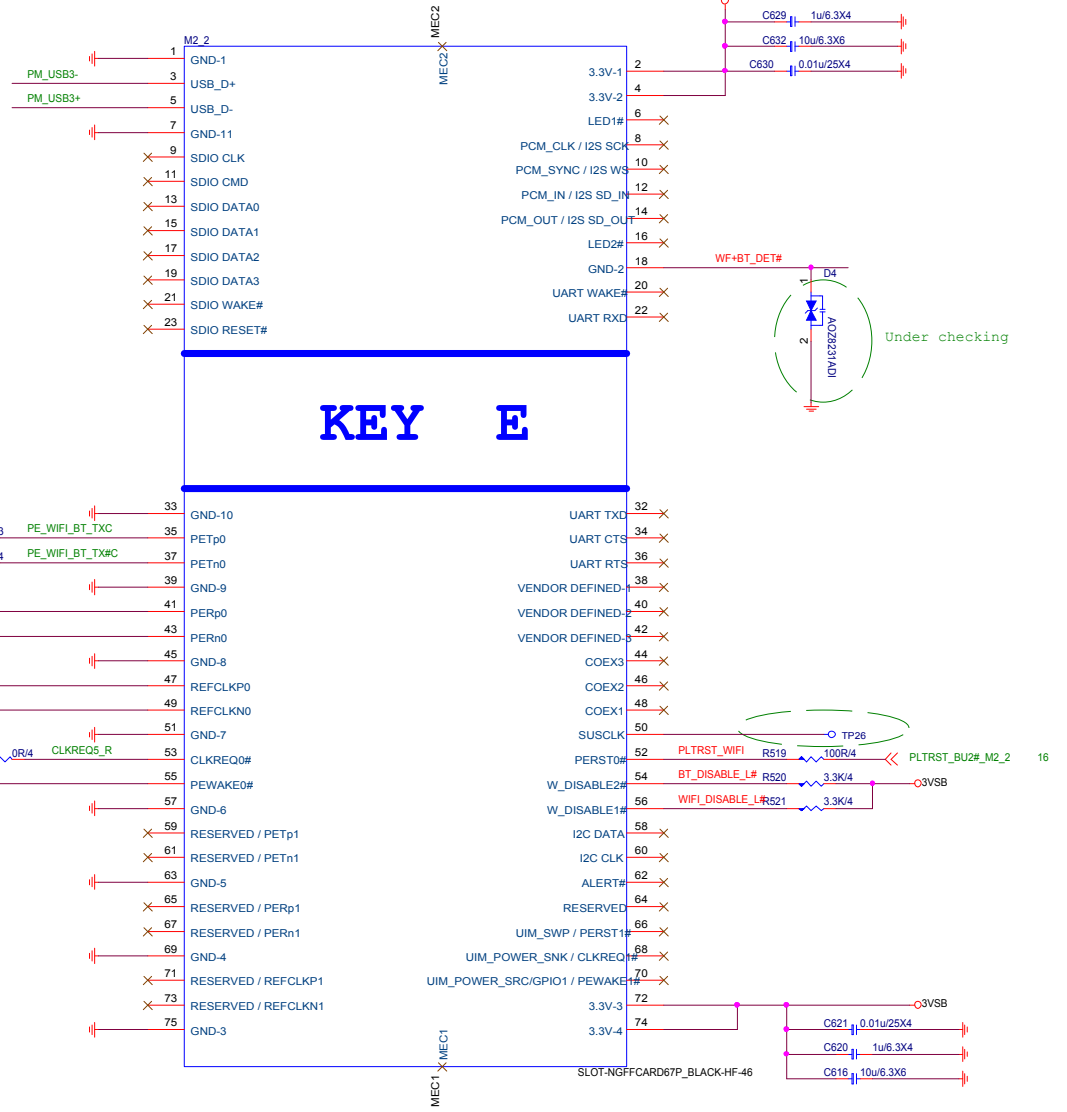 MEC2
C629 1u/6.3X4
M2_2
C632 10u/6.3X6
1 GND-1
MEC2
C630 0.01u/25X4
2 3.3V-1
PM_USB3- 3 USB_D+
4 3.3V-2
PM_USB3+ 5 USB_D-
6 LED1#
7 GND-11
8 PCM_CLK / I2S SCK
9 SDIO CLK
10 PCM_SYNC / I2S WS
11 SDIO CMD
12 PCM_IN / I2S SD_IN
13 SDIO DATA0
14 PCM_OUT / I2S SD_OUT
15 SDIO DATA1
16 LED2#
17 SDIO DATA2
18 GND-2 WF+BT_DET#
D4
19 SDIO DATA3
1
20 UART WAKE#
21 SDIO WAKE#
22 UART RXD
23 SDIO RESET#
2
AOZ8231ADI
Under checking
KEY E
33 GND-10
32 UART TXD
3 PE_WIFI_BT_TXC 35 PETp0
34 UART CTS
4 PE_WIFI_BT_TX#C 37 PETn0
36 UART RTS
39 GND-9
38 VENDOR DEFINED-1
41 PERp0
40 VENDOR DEFINED-2
43 PERn0
42 VENDOR DEFINED-3
45 GND-8
44 COEX3
47 REFCLKP0
46 COEX2
49 REFCLKN0
48 COEX1
51 GND-7
50 SUSCLK TP26
0R/4 CLKREQ5_R 53 CLKREQ0#
52 PERST0# PLTRST_WIFI R519 100R/4 PLTRST_BU2#_M2_2 16
55 PEWAKE0#
54 W_DISABLE2# BT_DISABLE_L# R520 3.3K/4 3VSB
57 GND-6
56 W_DISABLE1# WIFI_DISABLE_L# R521 3.3K/4
59 RESERVED / PETp1
58 I2C DATA
61 RESERVED / PETn1
60 I2C CLK
63 GND-5
62 ALERT#
65 RESERVED / PERp1
64 RESERVED
67 RESERVED / PERn1
66 UIM_SWP / PERST1#
69 GND-4
68 UIM_POWER_SNK / CLKREQ1#
71 RESERVED / REFCLKP1
70 UIM_POWER_SRC/GPIO1 / PEWAKE1#
73 RESERVED / REFCLKN1
72 3.3V-3 3VSB
75 GND-3
74 3.3V-4
C621 0.01u/25X4
MEC1
C620 1u/6.3X4
SLOT-NGFFCARD67P_BLACK-HF-46
C616 10u/6.3X6
MEC1